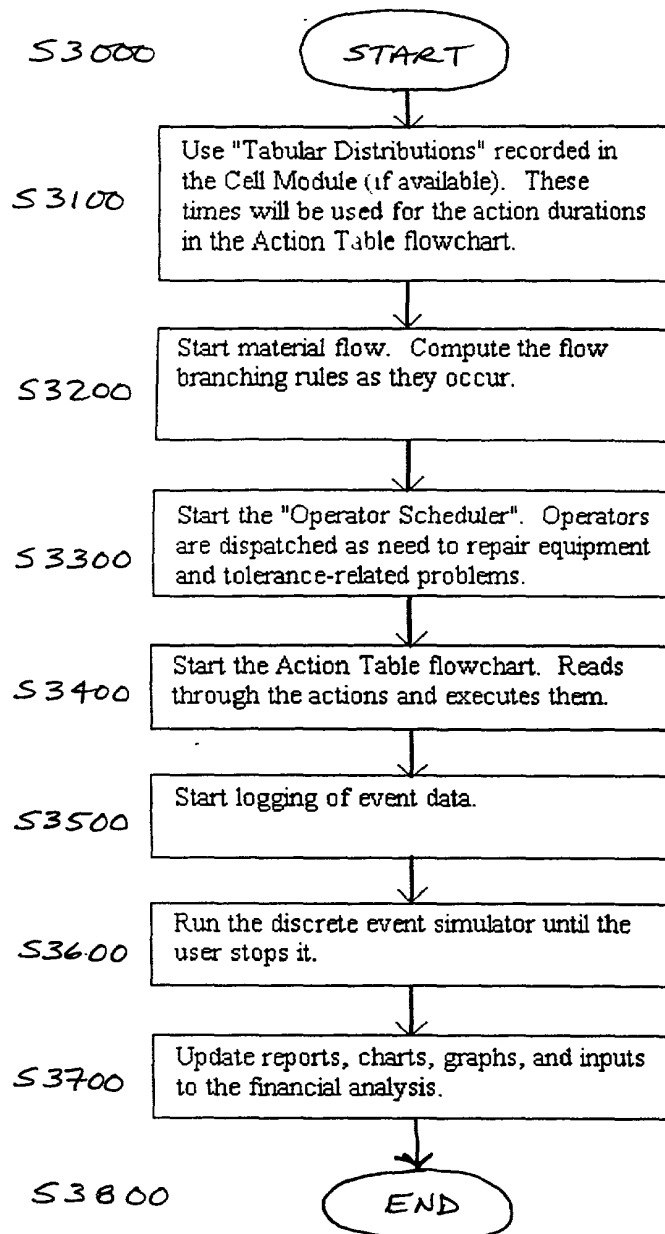 S3000
START
S3100
Use "Tabular Distributions" recorded in
the Cell Module (if available). These
times will be used for the action durations
in the Action Table flowchart.
S3200
Start material flow. Compute the flow
branching rules as they occur.
S3300
Start the "Operator Scheduler". Operators
are dispatched as need to repair equipment
and tolerance-related problems.
S3400
Start the Action Table flowchart. Reads
through the actions and executes them.
S3500
Start logging of event data.
S3600
Run the discrete event simulator until the
user stops it.
S3700
Update reports, charts, graphs, and inputs
to the financial analysis.
S3800
END